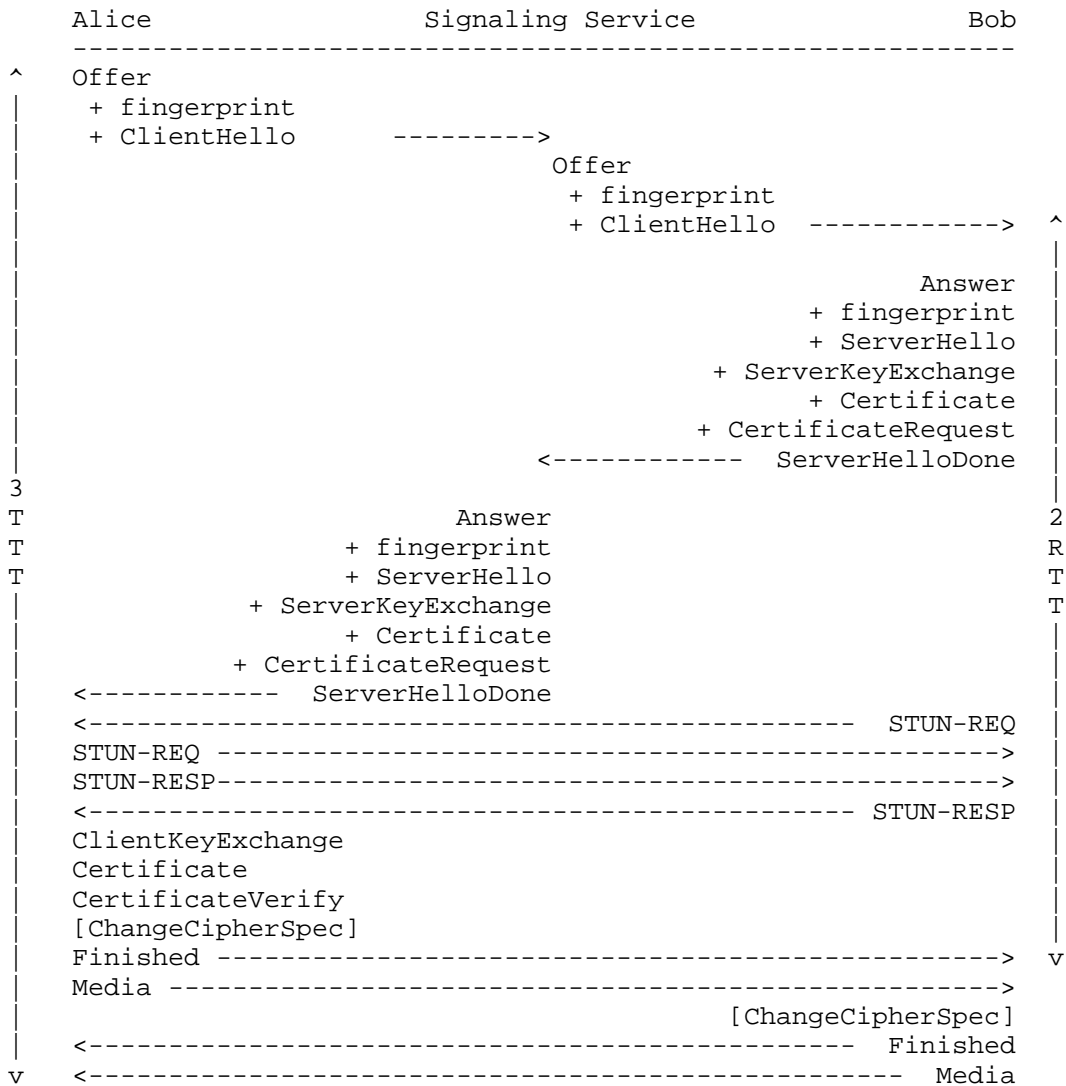 Alice                 Signaling Service                 Bob
-----------------------------------------------------------
^   Offer
|    + fingerprint
|    + ClientHello      --------->
|                                 Offer
|                                  + fingerprint
|                                  + ClientHello  ------------>  ^
|                                                                |
|                                                        Answer  |
|                                                 + fingerprint  |
|                                                 + ServerHello  |
|                                           + ServerKeyExchange  |
|                                                 + Certificate  |
|                                          + CertificateRequest  |
|                                <------------  ServerHelloDone  |
3                                                                |
T                           Answer                               2
T                    + fingerprint                               R
T                    + ServerHello                               T
|              + ServerKeyExchange                               T
|                    + Certificate                               |
|             + CertificateRequest                               |
|   <------------  ServerHelloDone                               |
|   <------------------------------------------------  STUN-REQ  |
|   STUN-REQ ------------------------------------------------->  |
|   STUN-RESP------------------------------------------------->  |
|   <------------------------------------------------ STUN-RESP  |
|   ClientKeyExchange                                            |
|   Certificate                                                  |
|   CertificateVerify                                            |
|   [ChangeCipherSpec]                                           |
|   Finished ------------------------------------------------->  v
|   Media ---------------------------------------------------->
|                                            [ChangeCipherSpec]
|   <------------------------------------------------  Finished
v   <---------------------------------------------------  Media